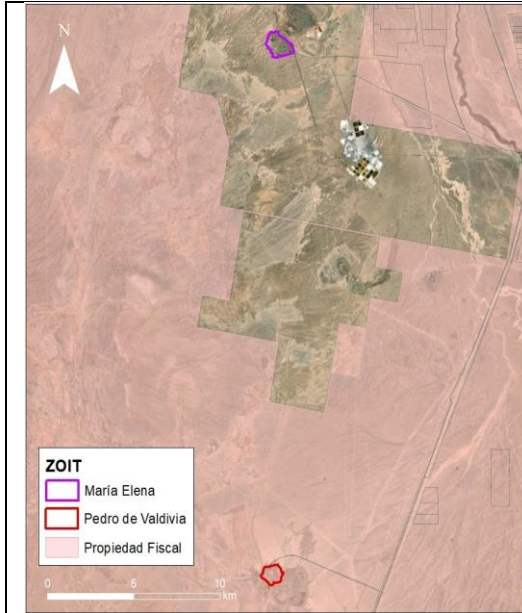 N
ZOIT
María Elena
Pedro de Valdivia
Propiedad Fiscal
0 5 10
km